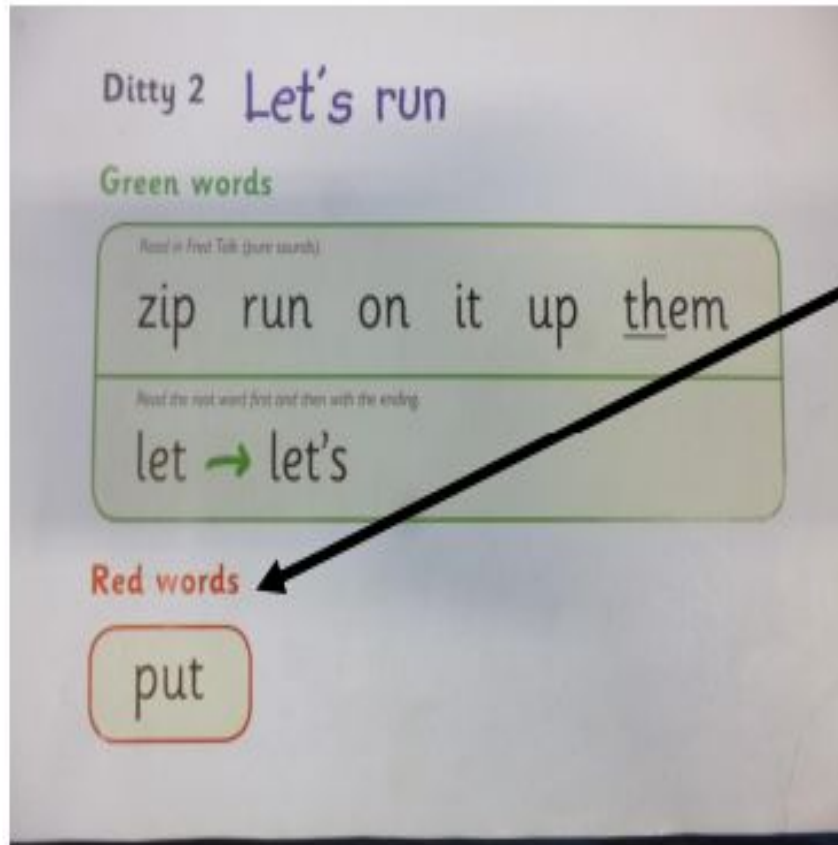 Ditty 2 Let's run
Green words
Read in Fred Talk (pure sounds).
zip run on it up them
Read the root word first and then with the ending.
let → let's
Red words
put